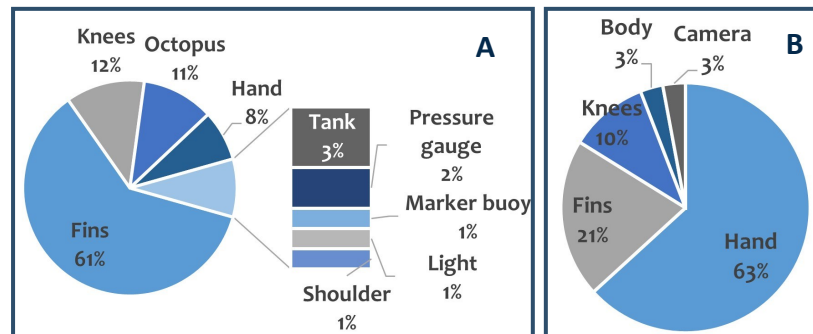 A
Knees
12%
Octopus
11%
Hand
8%
Fins
61%
Tank
3%
Pressure
gauge
2%
Marker buoy
1%
Light
1%
Shoulder
1%
B
Body
3%
Camera
3%
Knees
10%
Fins
21%
Hand
63%